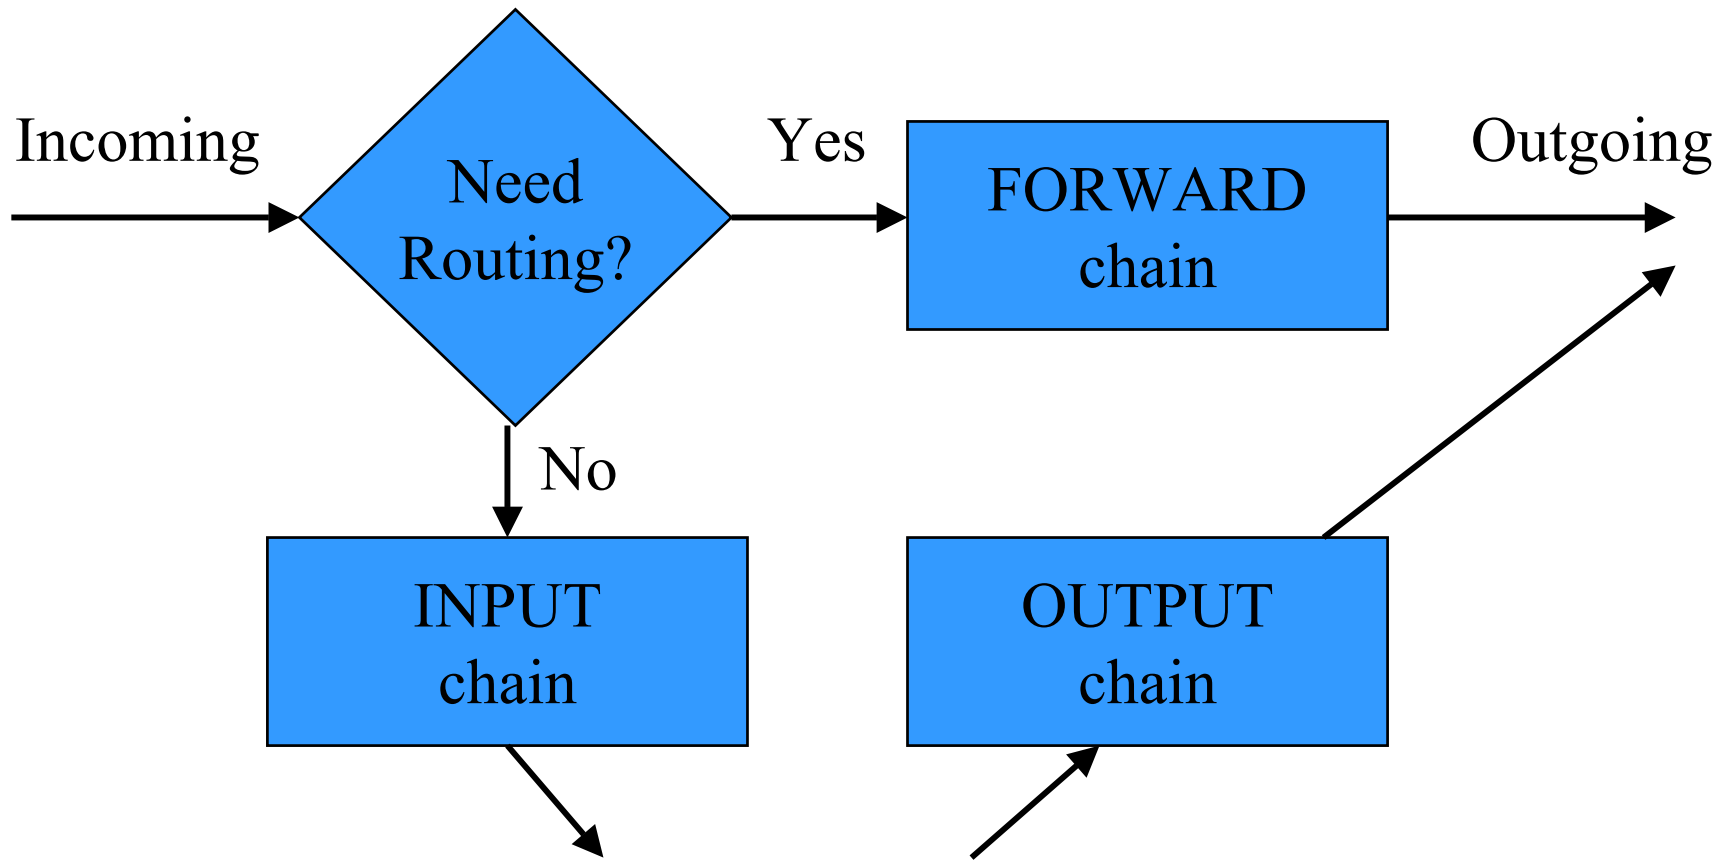 Incoming
Need
Routing?
Yes
FORWARD
chain
Outgoing
No
INPUT
chain
OUTPUT
chain